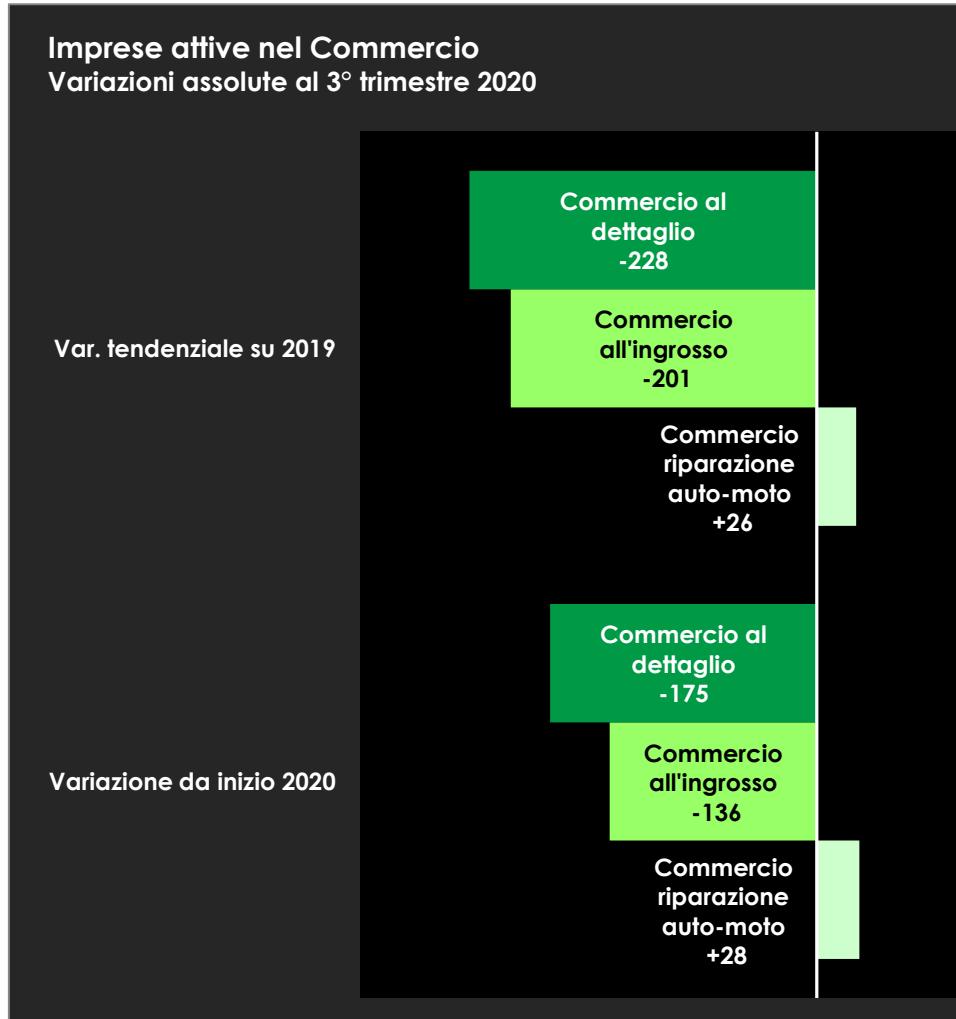 Imprese attive nel Commercio
Variazioni assolute al 3° trimestre 2020
Var. tendenziale su 2019
Commercio al
dettaglio
-228
Commercio
all'ingrosso
-201
Commercio
riparazione
auto-moto
+26
Variazione da inizio 2020
Commercio al
dettaglio
-175
Commercio
all'ingrosso
-136
Commercio
riparazione
auto-moto
+28